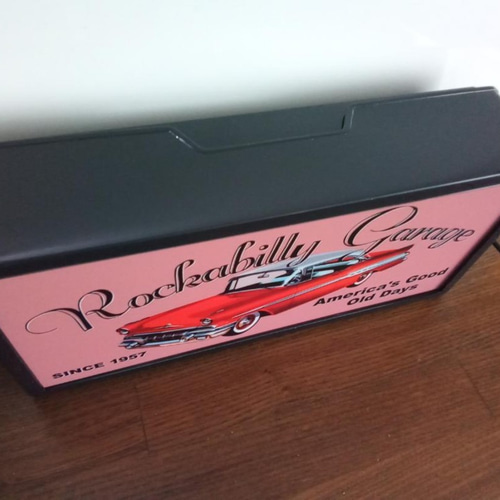 Rockabilly Garage
America's Good
Old Days
SINCE 1957